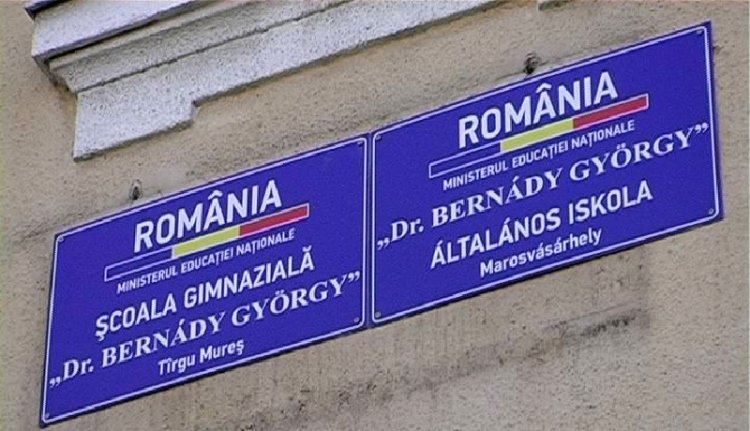 ROMÂNIA
MINISTERUL EDUCAȚIEI NAȚIONALE
ŞCOALA GIMNAZIALĂ
„Dr. BERNÁDY GYÖRGY”
Tîrgu Mureş
ROMÂNIA
MINISTERUL EDUCAȚIEI NAȚIONALE
„Dr. BERNÁDY GYÖRGY”
ÁLTALÁNOS ISKOLA
Marosvásárhely